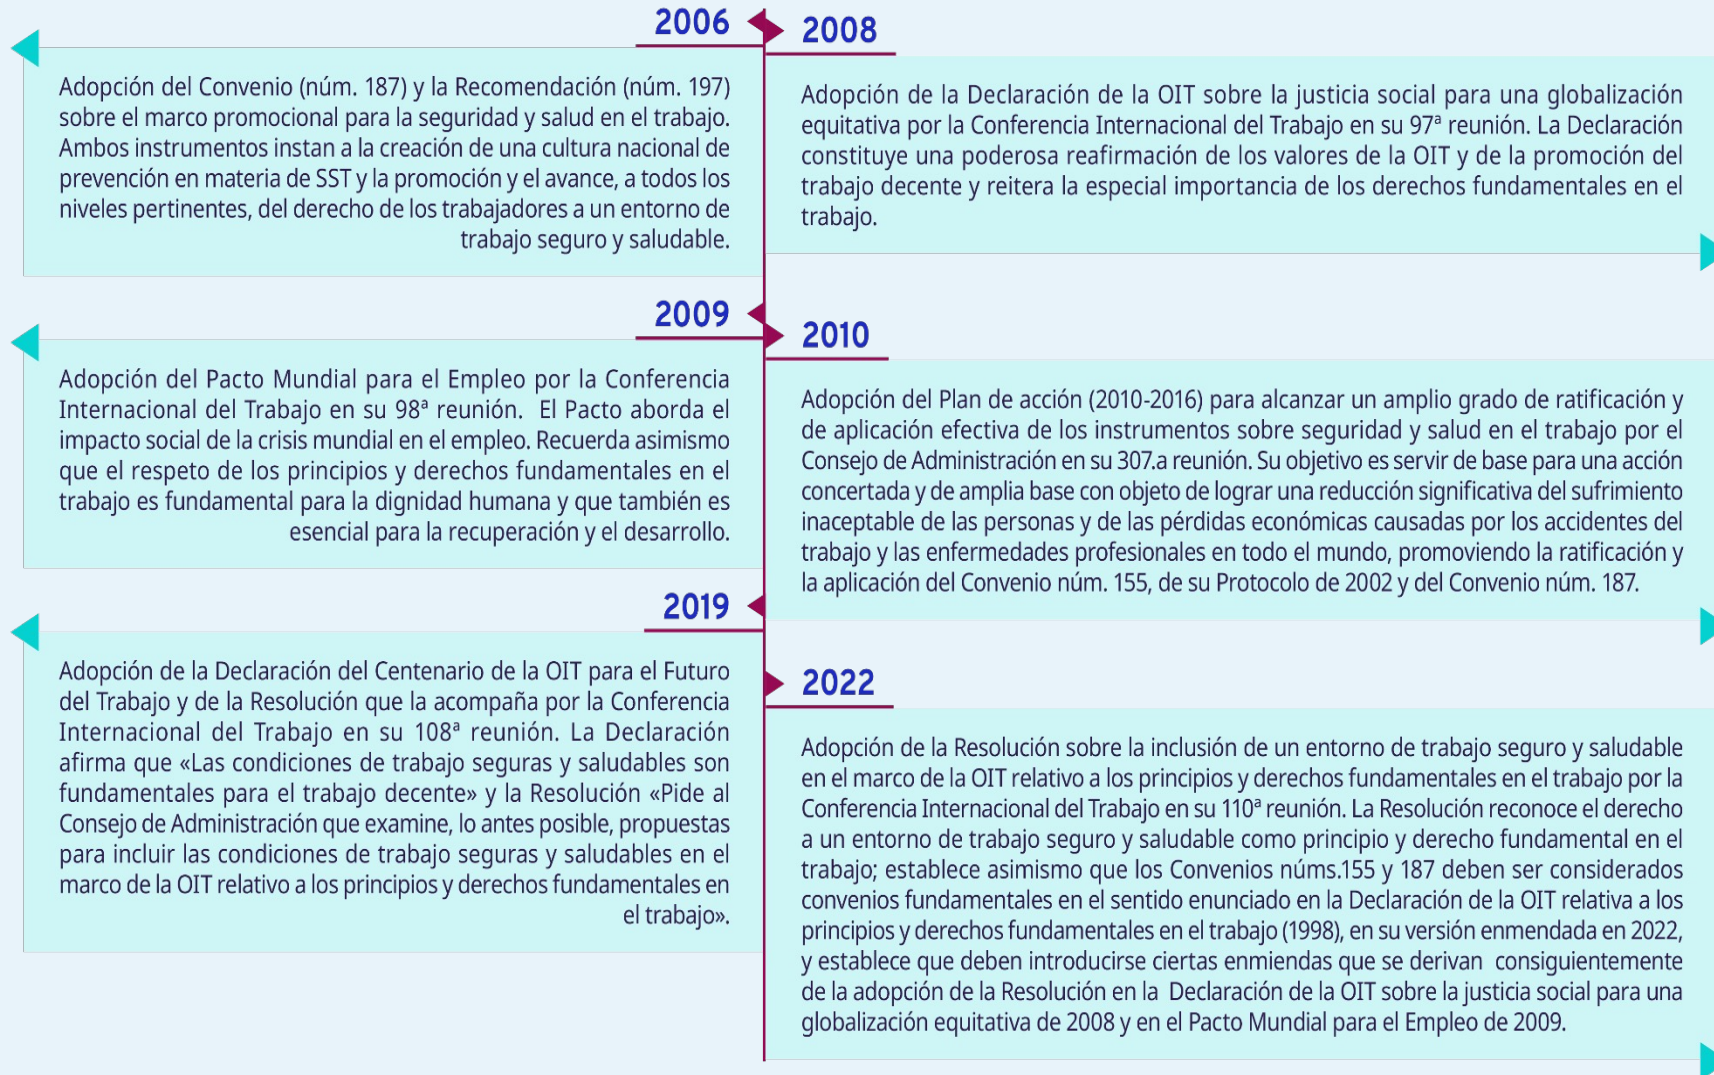 2006
Adopción del Convenio (núm. 187) y la Recomendación (núm. 197)
sobre el marco promocional para la seguridad y salud en el trabajo.
Ambos instrumentos instan a la creación de una cultura nacional de
prevención en materia de SST y la promoción y el avance, a todos los
niveles pertinentes, del derecho de los trabajadores a un entorno de
trabajo seguro y saludable.
2008
Adopción de la Declaración de la OIT sobre la justicia social para una globalización
equitativa por la Conferencia Internacional del Trabajo en su 97ª reunión. La Declaración
constituye una poderosa reafirmación de los valores de la OIT y de la promoción del
trabajo decente y reitera la especial importancia de los derechos fundamentales en el
trabajo.
2009
Adopción del Pacto Mundial para el Empleo por la Conferencia
Internacional del Trabajo en su 98ª reunión. El Pacto aborda el
impacto social de la crisis mundial en el empleo. Recuerda asimismo
que el respeto de los principios y derechos fundamentales en el
trabajo es fundamental para la dignidad humana y que también es
esencial para la recuperación y el desarrollo.
2010
Adopción del Plan de acción (2010-2016) para alcanzar un amplio grado de ratificación y
de aplicación efectiva de los instrumentos sobre seguridad y salud en el trabajo por el
Consejo de Administración en su 307.a reunión. Su objetivo es servir de base para una acción
concertada y de amplia base con objeto de lograr una reducción significativa del sufrimiento
inaceptable de las personas y de las pérdidas económicas causadas por los accidentes del
trabajo y las enfermedades profesionales en todo el mundo, promoviendo la ratificación y
la aplicación del Convenio núm. 155, de su Protocolo de 2002 y del Convenio núm. 187.
2019
Adopción de la Declaración del Centenario de la OIT para el Futuro
del Trabajo y de la Resolución que la acompaña por la Conferencia
Internacional del Trabajo en su 108ª reunión. La Declaración
afirma que «Las condiciones de trabajo seguras y saludables son
fundamentales para el trabajo decente» y la Resolución «Pide al
Consejo de Administración que examine, lo antes posible, propuestas
para incluir las condiciones de trabajo seguras y saludables en el
marco de la OIT relativo a los principios y derechos fundamentales en
el trabajo».
2022
Adopción de la Resolución sobre la inclusión de un entorno de trabajo seguro y saludable
en el marco de la OIT relativo a los principios y derechos fundamentales en el trabajo por la
Conferencia Internacional del Trabajo en su 110ª reunión. La Resolución reconoce el derecho
a un entorno de trabajo seguro y saludable como principio y derecho fundamental en el
trabajo; establece asimismo que los Convenios núms.155 y 187 deben ser considerados
convenios fundamentales en el sentido enunciado en la Declaración de la OIT relativa a los
principios y derechos fundamentales en el trabajo (1998), en su versión enmendada en 2022,
y establece que deben introducirse ciertas enmiendas que se derivan consiguientemente
de la adopción de la Resolución en la Declaración de la OIT sobre la justicia social para una
globalización equitativa de 2008 y en el Pacto Mundial para el Empleo de 2009.